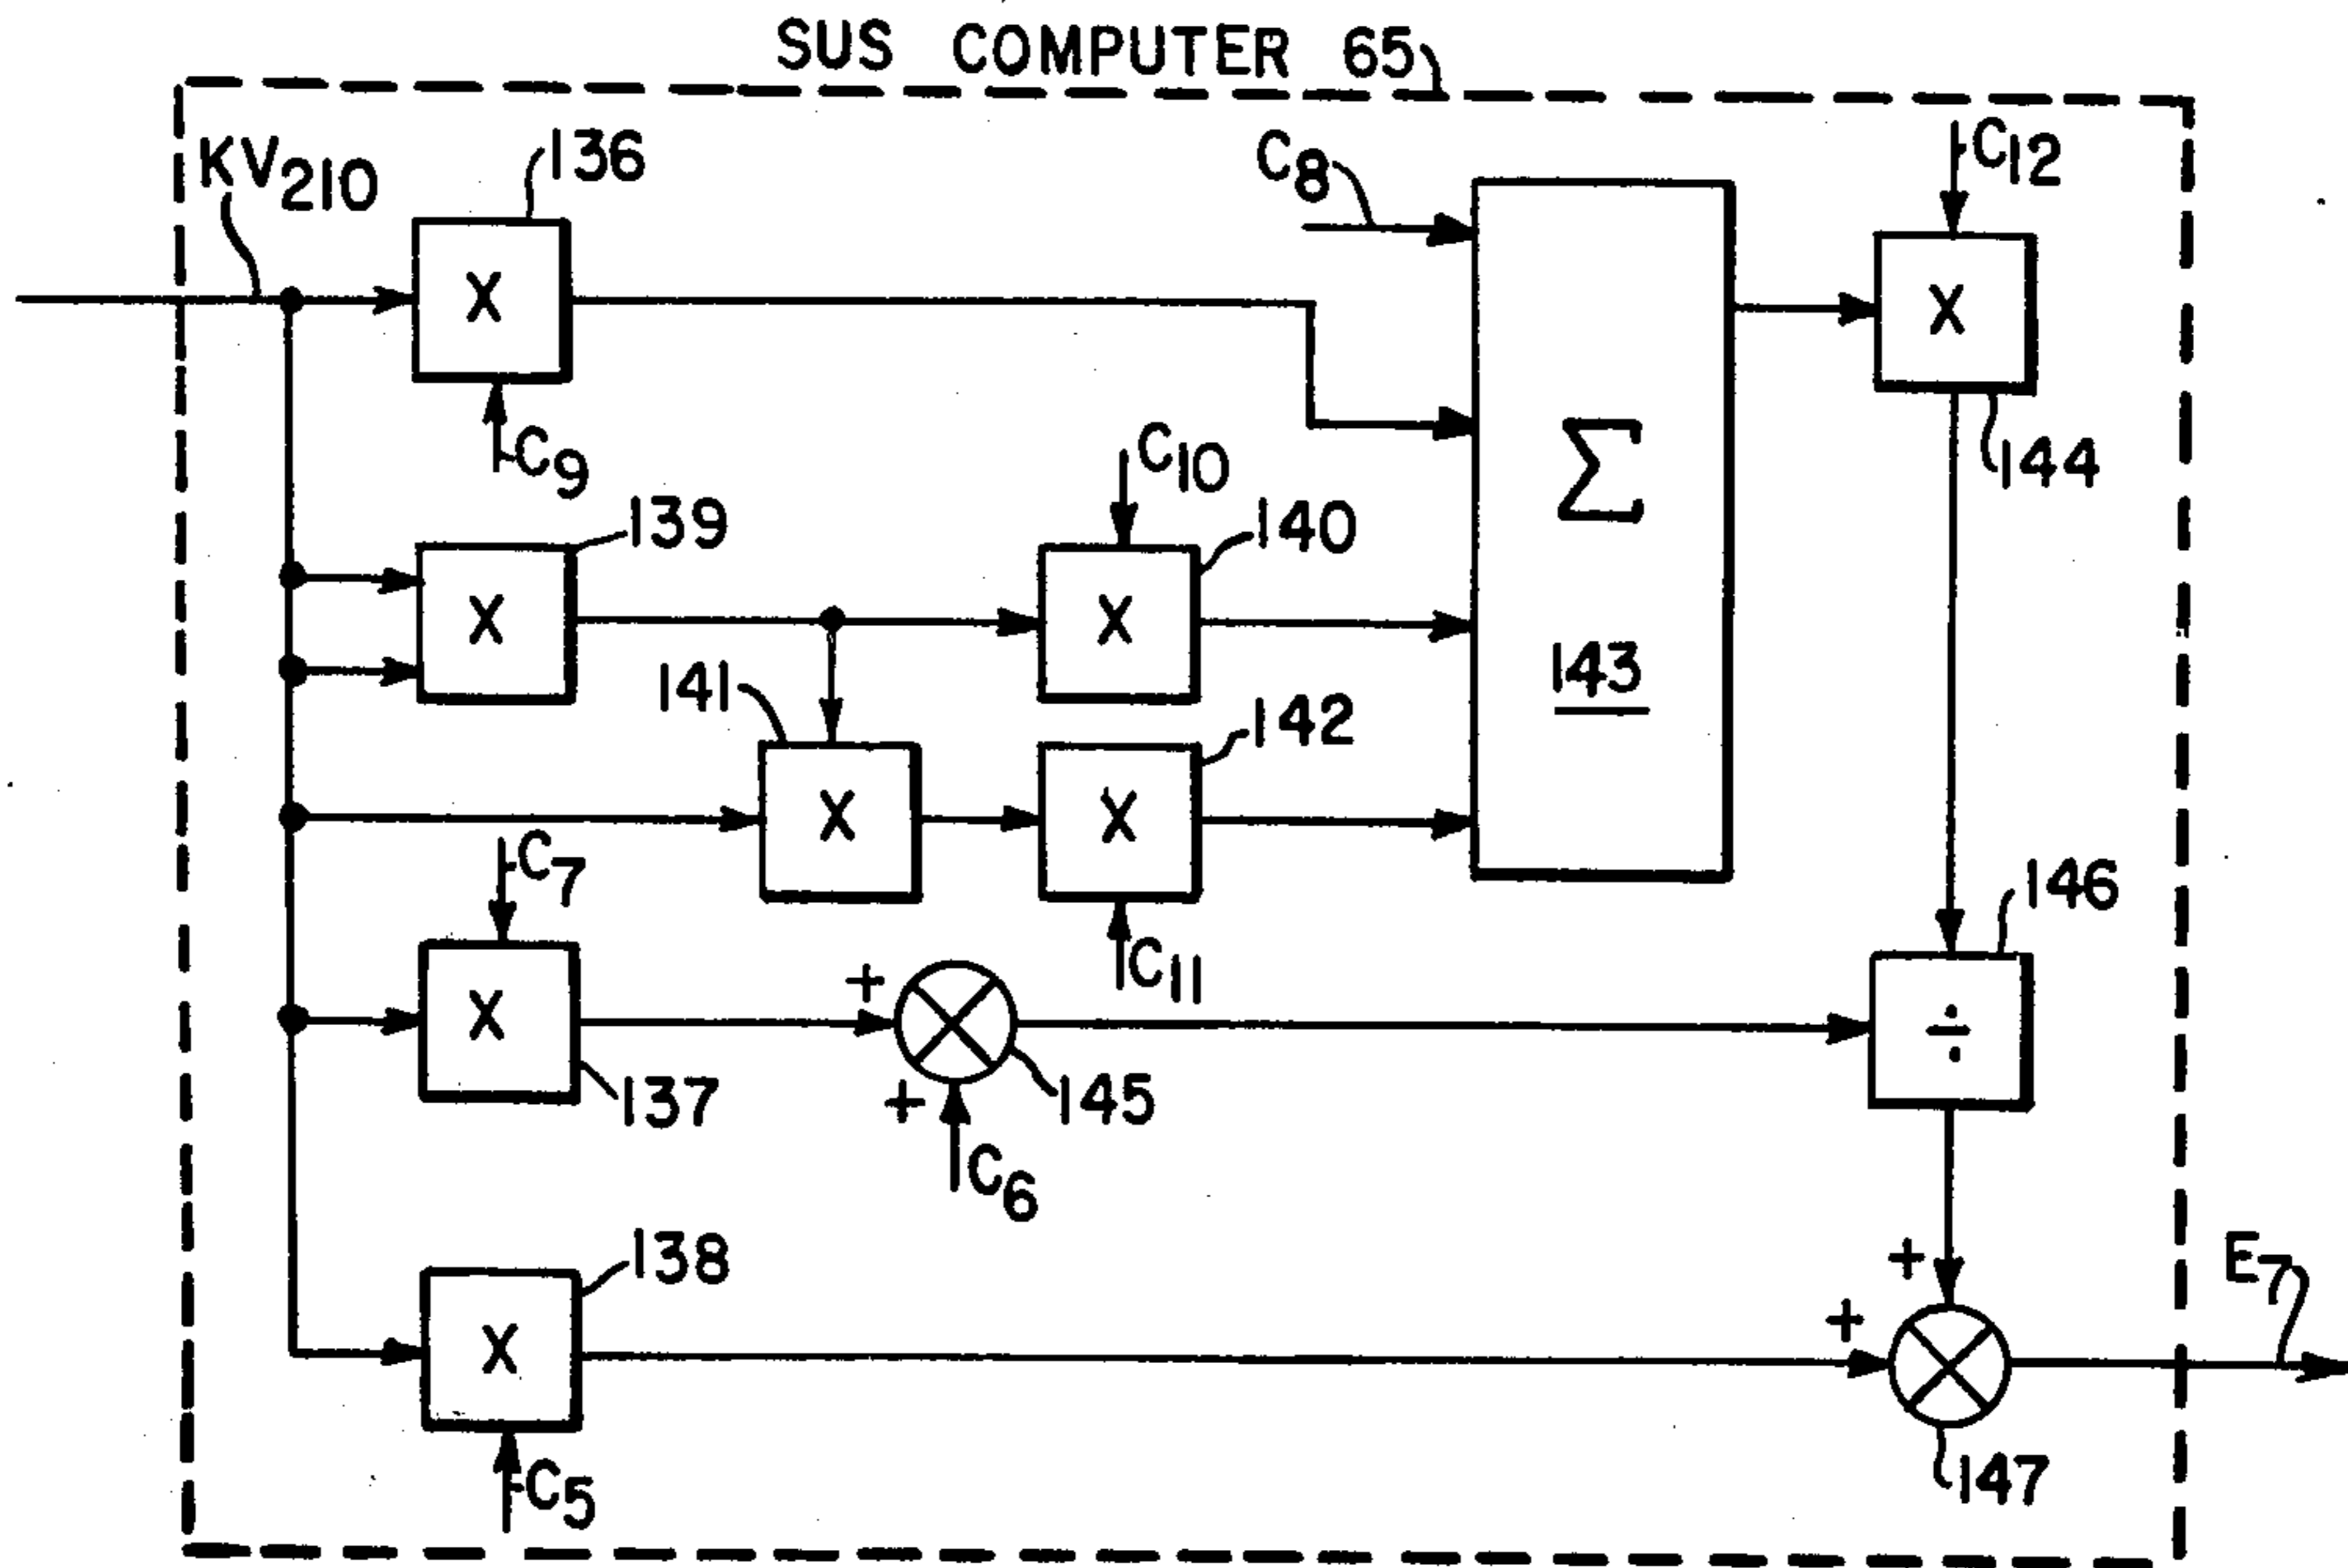 SUS COMPUTER 65
KV210
136
C8
C12
X
X
C9
144
C10
139
140
Σ
X
X
143
141
142
X
X
C7
146
C11
X
+
÷
137
+
145
C6
138
+
E7
+
X
C5
147